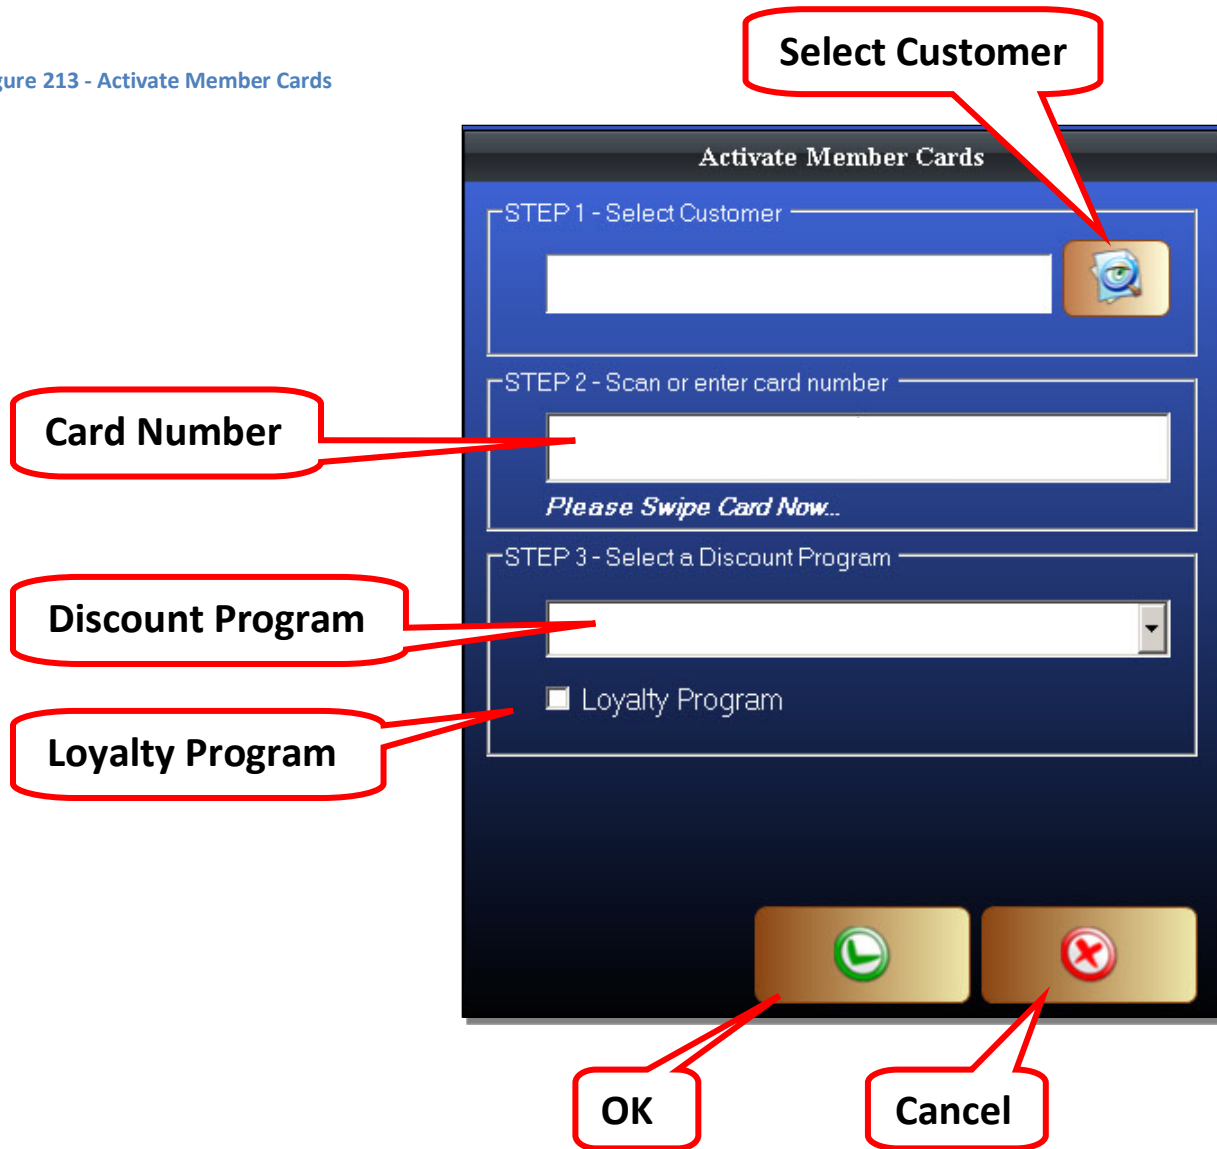 Select Customer
gure 213 - Activate Member Cards
Activate Member Cards
STEP 1 - Select Customer
STEP 2 - Scan or enter card number
Card Number
Please Swipe Card Now...
STEP 3 - Select a Discount Program
Discount Program
Loyalty Program
Loyalty Program
OK
Cancel